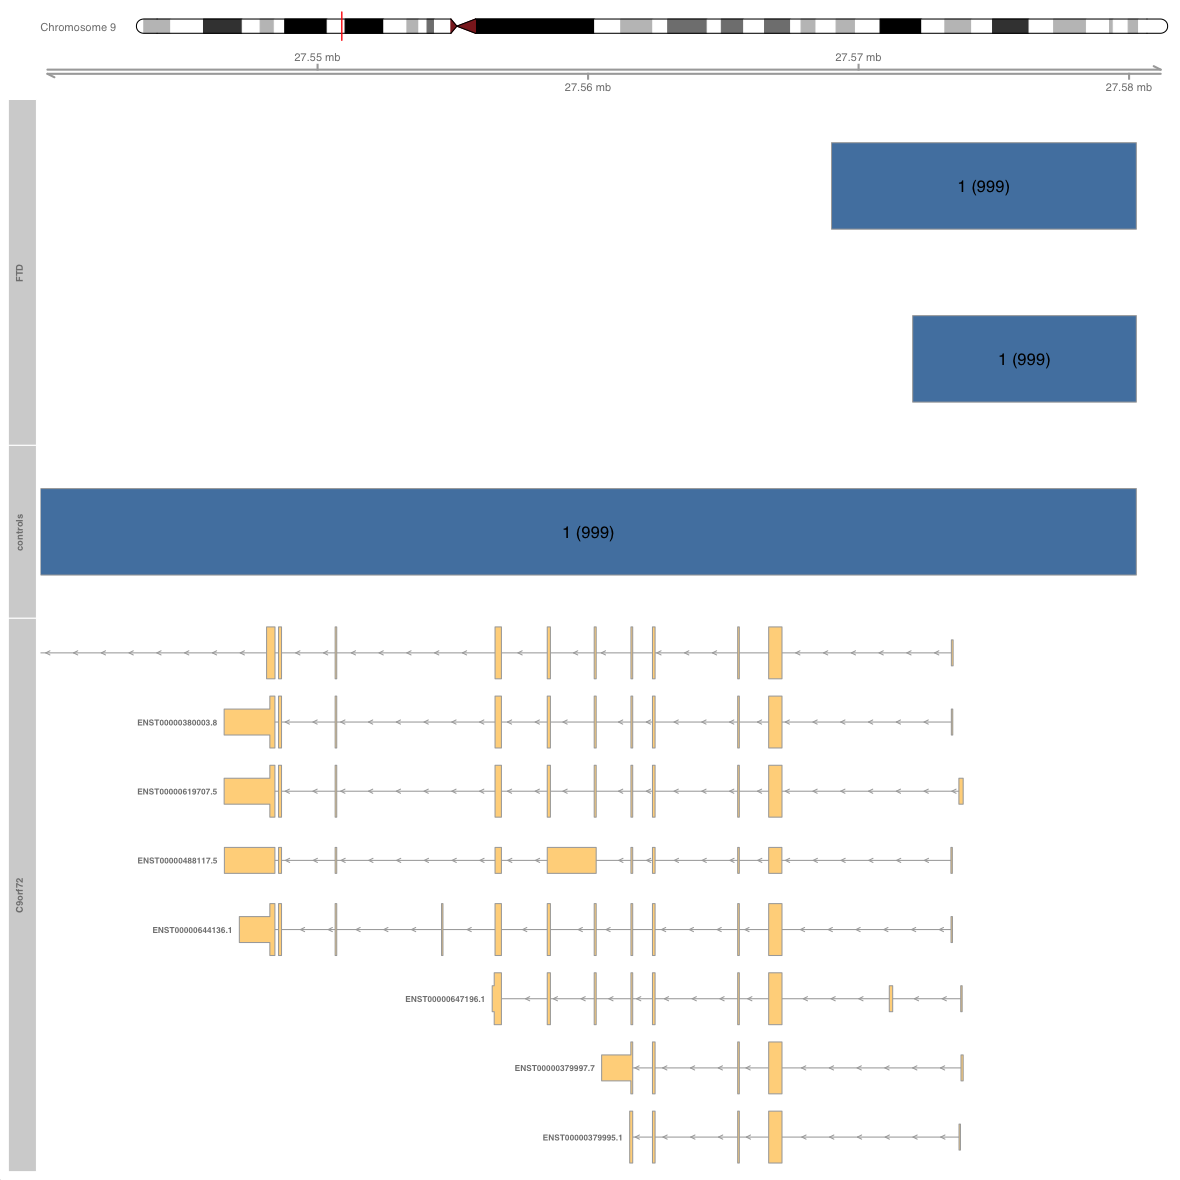 Chromosome 9
27.55 mb
27.57 mb
27.56 mb
27.58 mb
FTD
1 (999)
1 (999)
controls
1 (999)
C9orf72
ENST00000380003.8
ENST00000619707.5
ENST00000488117.5
ENST00000644136.1
ENST00000647196.1
ENST00000379997.7
ENST00000379995.1